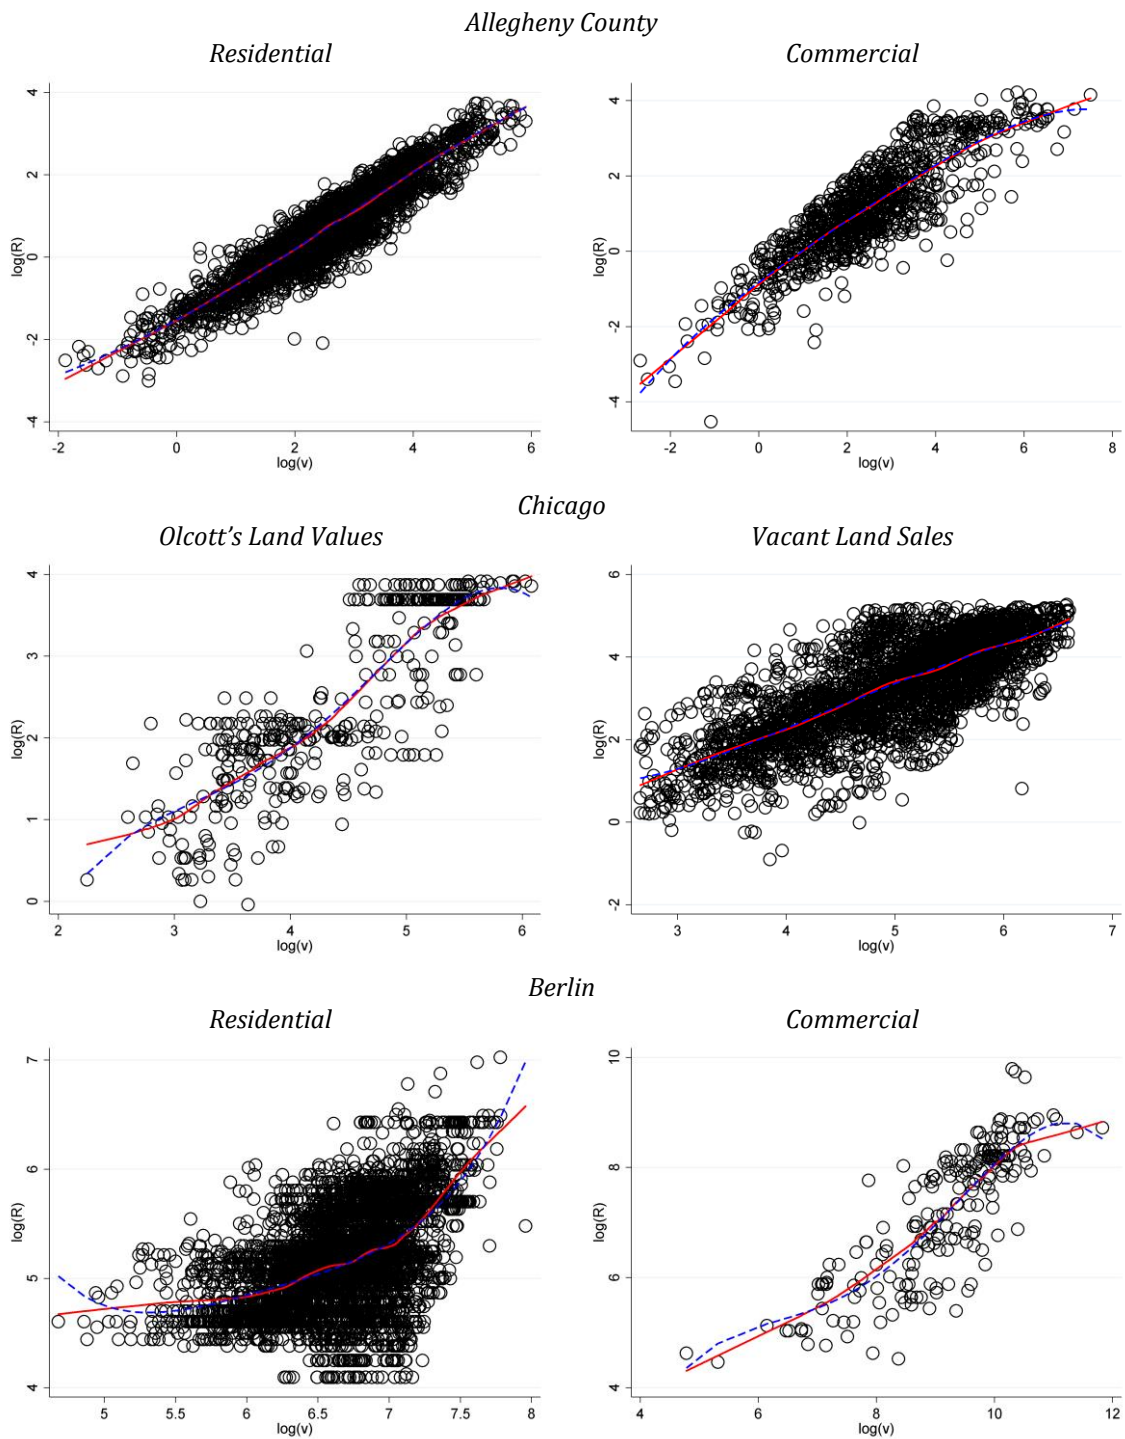 Allegheny County
Residential
Commercial
4
2
0
-2
-4
log(R)
-2 0 2 4 6
log(v)
4
2
0
-2
-4
log(R)
-2 0 2 4 6 8
log(v)
Chicago
Olcott's Land Values
Vacant Land Sales
4
3
2
1
0
log(R)
2 3 4 5 6
log(v)
6
4
2
0
-2
log(R)
3 4 5 6 7
log(v)
Berlin
Residential
Commercial
7
6
5
4
log(R)
5 5.5 6 6.5 7 7.5 8
log(v)
10
8
6
4
log(R)
4 6 8 10 12
log(v)